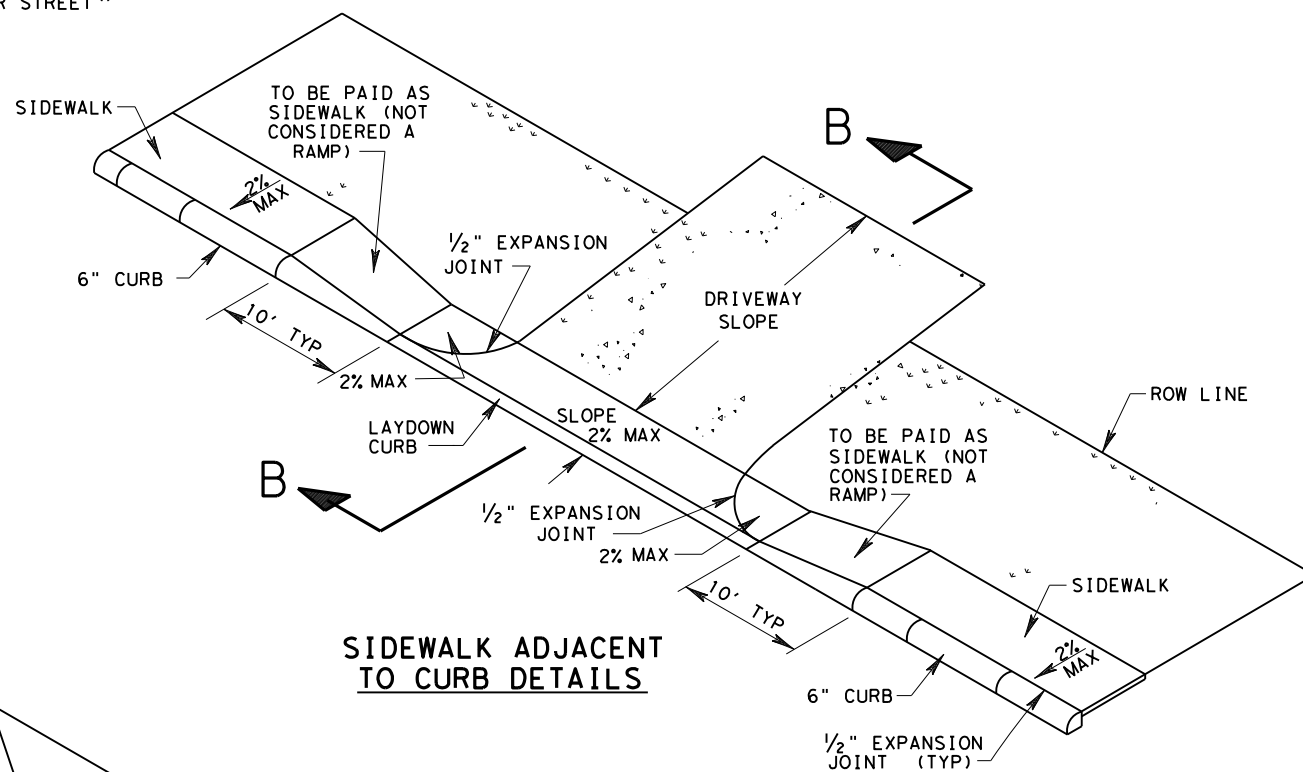 R STREET"
SIDEWALK
TO BE PAID AS
SIDEWALK (NOT
CONSIDERED A
RAMP)
B
2%
MAX
1/2" EXPANSION
JOINT
6" CURB
DRIVEWAY
SLOPE
10' TYP
2% MAX
ROW LINE
LAYDOWN
CURB
SLOPE
2% MAX
TO BE PAID AS
SIDEWALK (NOT
CONSIDERED A
RAMP)
B
1/2" EXPANSION
JOINT
2% MAX
10' TYP
SIDEWALK
2%
MAX
SIDEWALK ADJACENT
TO CURB DETAILS
6" CURB
1/2" EXPANSION
JOINT (TYP)